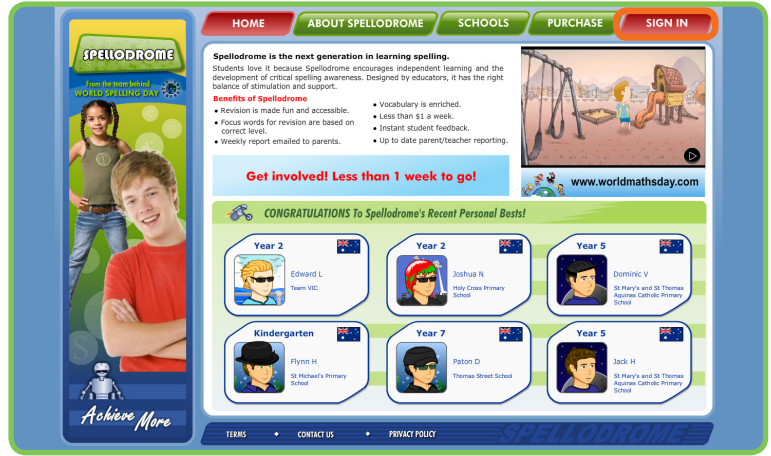 HOME
ABOUT SPELLODROME
SCHOOLS
PURCHASE
SIGN IN
SPELLODROME
From the team behind
WORLD SPELLING DAY
Spellodrome is the next generation in learning spelling.
Students love it because Spellodrome encourages independent learning and the
development of critical spelling awareness. Designed by educators, it has the right
balance of stimulation and support.
Benefits of Spellodrome
• Revision is made fun and accessible.
• Focus words for revision are based on
correct level.
• Weekly report emailed to parents.
• Vocabulary is enriched.
• Less than $1 a week.
• Instant student feedback.
• Up to date parent/teacher reporting.
Get involved! Less than 1 week to go!
www.worldmathsday.com
CONGRATULATIONS To Spellodrome's Recent Personal Bests!
Year 2
Edward L
Team VIC
Year 2
Joshua N
Holy Cross Primary
School
Year 5
Dominic V
St Mary's and St Thomas
Aquinas Catholic Primary
School
Kindergarten
Flynn H
St Michael's Primary
School
Year 7
Paton D
Thomas Street School
Year 5
Jack H
St Mary's and St Thomas
Aquinas Catholic Primary
School
S
Achieve More
TERMS • CONTACT US • PRIVACY POLICY
SPELLODROME